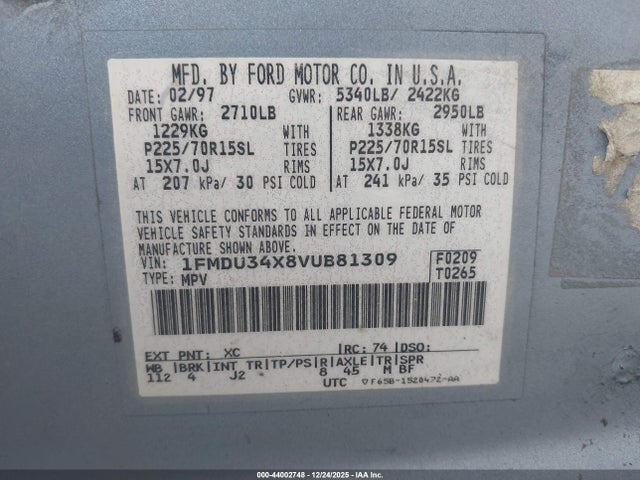 MFD. BY FORD MOTOR CO. IN U.S.A.
DATE: 02/97 GVWR: 5340LB/ 2422KG
FRONT GAWR: 2710LB REAR GAWR: 2950LB
1229KG WITH 1338KG WITH
P225/70R15SL TIRES P225/70R15SL TIRES
15X7.0J RIMS 15X7.0J RIMS
AT 207 kPa/ 30 PSI COLD AT 241 kPa/ 35 PSI COLD
THIS VEHICLE CONFORMS TO ALL APPLICABLE FEDERAL MOTOR
VEHICLE SAFETY STANDARDS IN EFFECT ON THE DATE OF
MANUFACTURE SHOWN ABOVE.
VIN: 1FMDU34X8VUB81309 F0209
TYPE: MPV T0265
EXT PNT: XC RC: 74 DSO:
WB BRK INT TR TP/PS R AXLE TR SPR
112 4 J2 8 45 M BF
UTC ▽F65B-1520472-AA
000-44002748 - 12/24/2025 - IAA Inc.